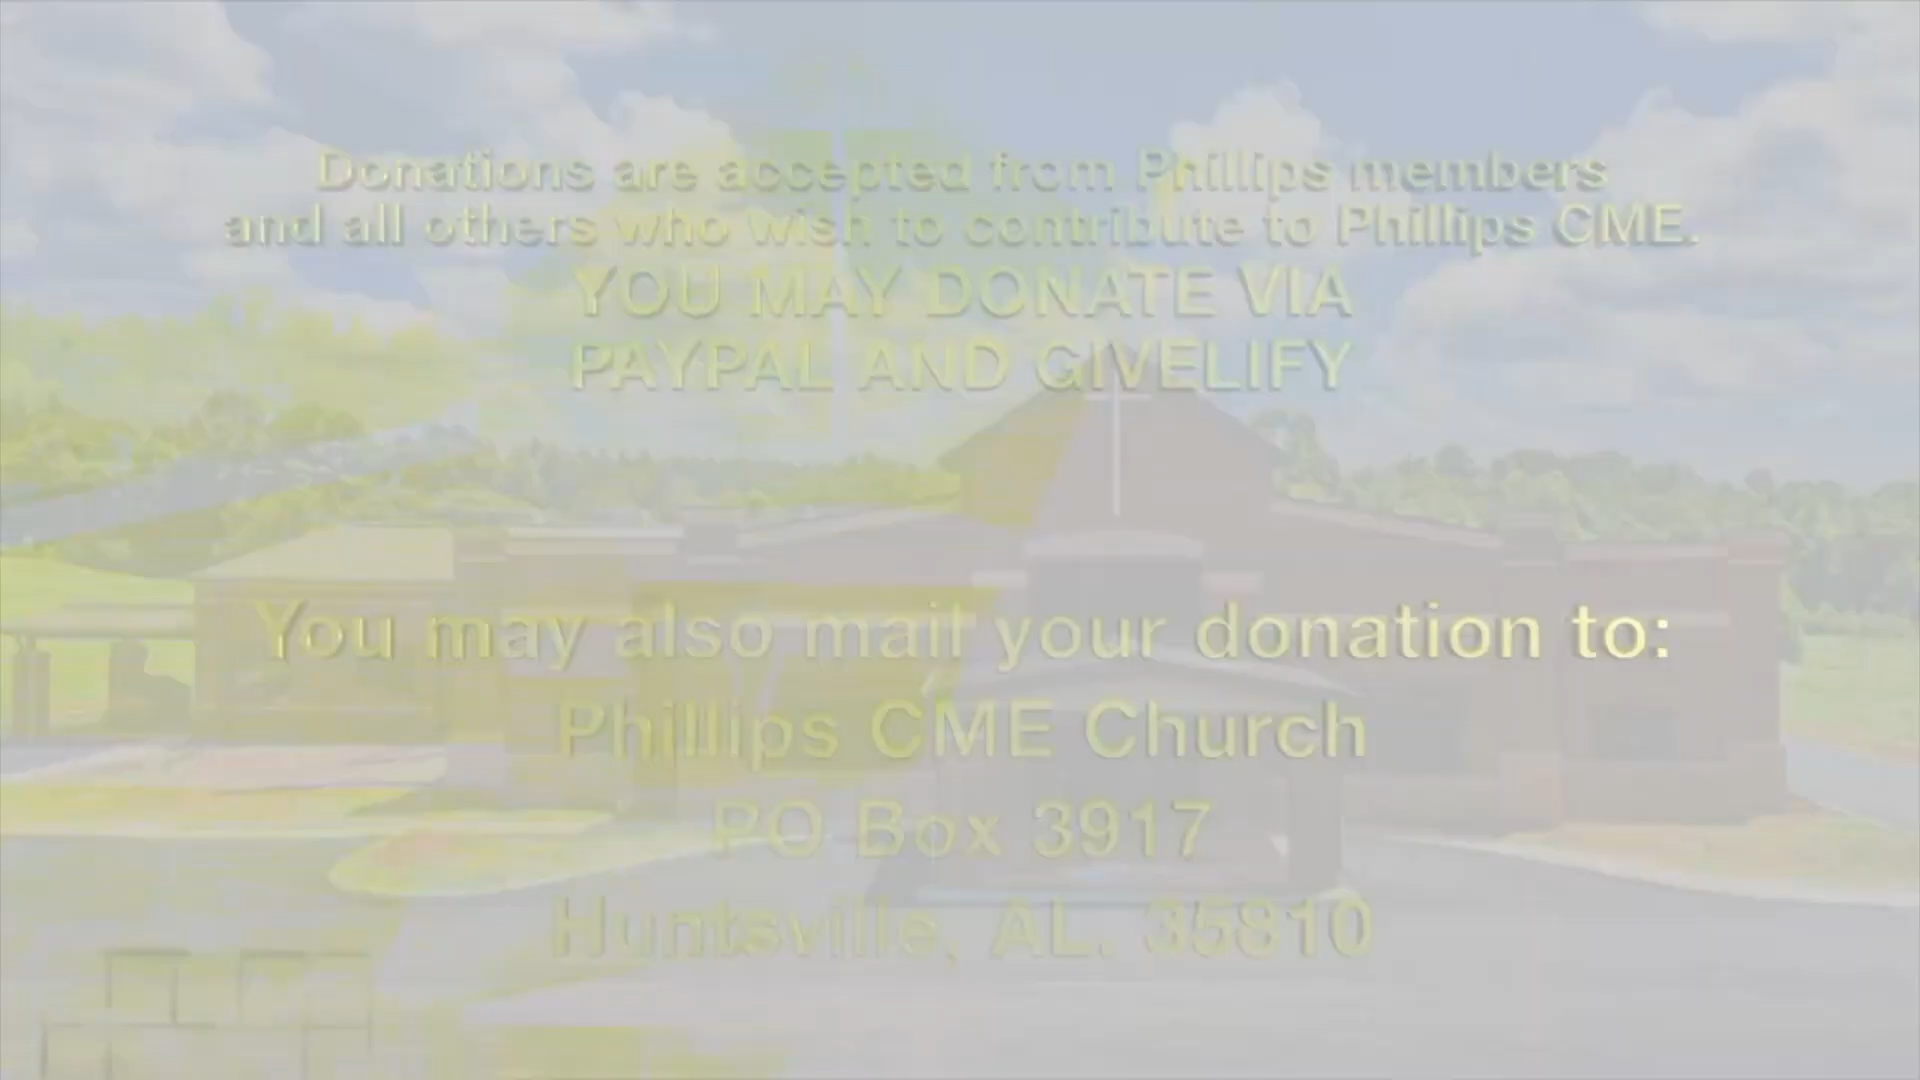 Donations are accepted from Phillips members
and all others who wish to contribute to Phillips CME.
YOU MAY DONATE VIA
PAYPAL AND GIVELIFY
You may also mail your donation to:
Phillips CME Church
PO Box 3917
Huntsville, AL. 35810